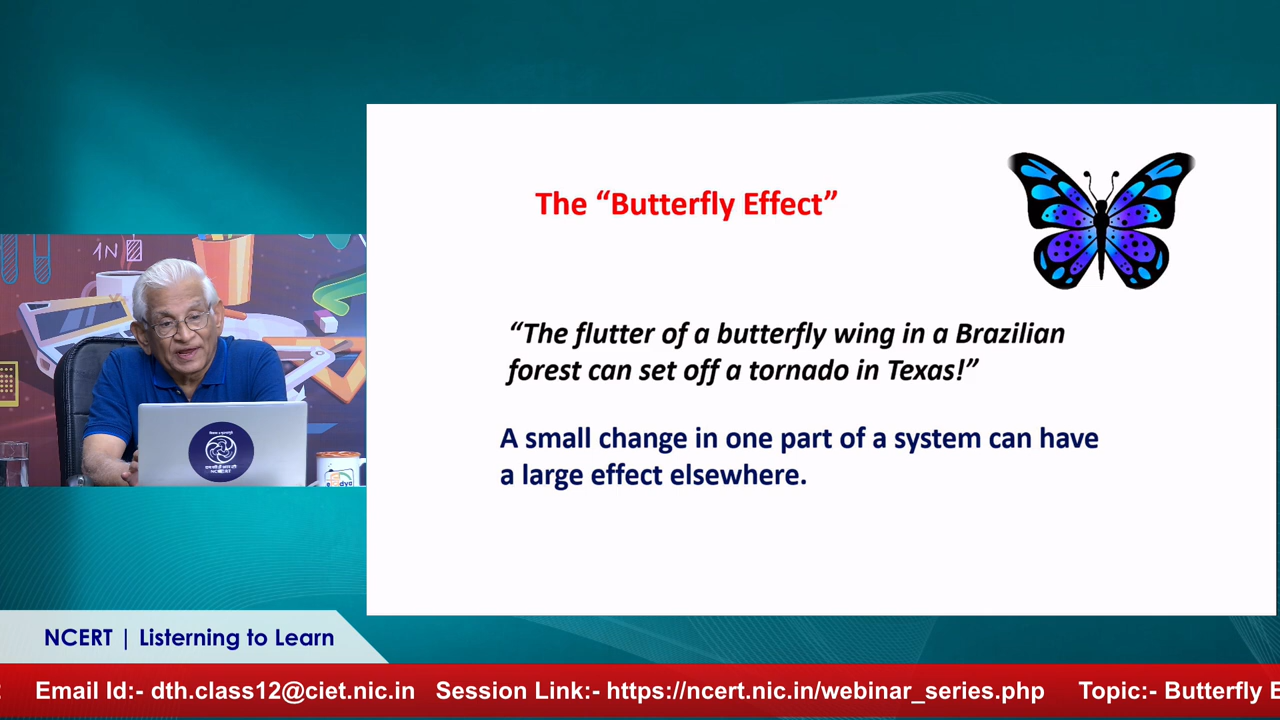 The “Butterfly Effect”
“The flutter of a butterfly wing in a Brazilian
forest can set off a tornado in Texas!”
A small change in one part of a system can have
a large effect elsewhere.
NCERT
NCERT | Listerning to Learn
Email Id:- dth.class12@ciet.nic.in Session Link:- https://ncert.nic.in/webinar_series.php Topic:- Butterfly E